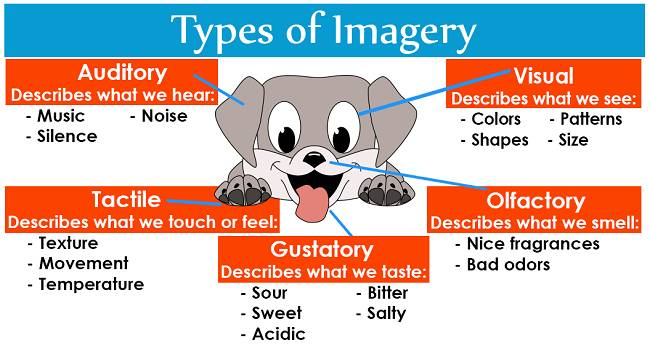 Types of Imagery
Auditory
Describes what we hear:
- Music - Noise
- Silence
Visual
Describes what we see:
- Colors - Patterns
- Shapes - Size
Tactile
Describes what we touch or feel:
- Texture
- Movement
- Temperature
Gustatory
Describes what we taste:
- Sour - Bitter
- Sweet - Salty
- Acidic
Olfactory
Describes what we smell:
- Nice fragrances
- Bad odors